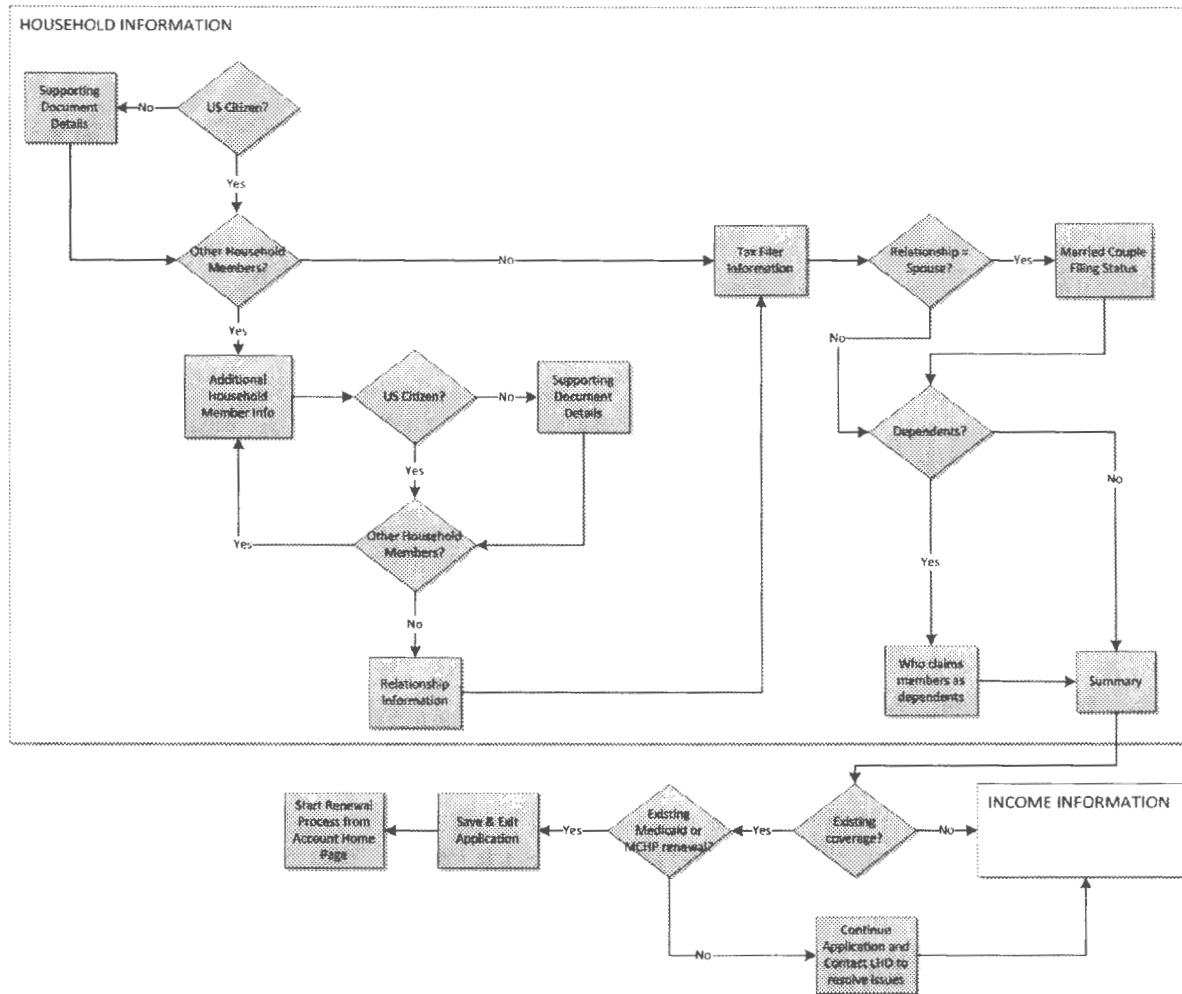 HOUSEHOLD INFORMATION
Supporting
Document
Details
No
US Citizen?
Yes
Other Household
Members?
No
Tax Filer
Information
Relationship =
Spouse?
Yes
Married Couple
Filing Status
Yes
No
Additional
Household
Member Info
US Citizen?
No
Supporting
Document
Details
Dependents?
Yes
No
Other Household
Members?
Yes
Yes
No
Relationship
Information
Who claims
members as
dependents
Summary
Start Renewal
Process from
Account Home
Page
Save & Exit
Application
Yes
Existing
Medicaid or
MCHP renewal?
Yes
Existing
coverage?
No
INCOME INFORMATION
No
Continue
Application and
Contact LHD to
resolve issues